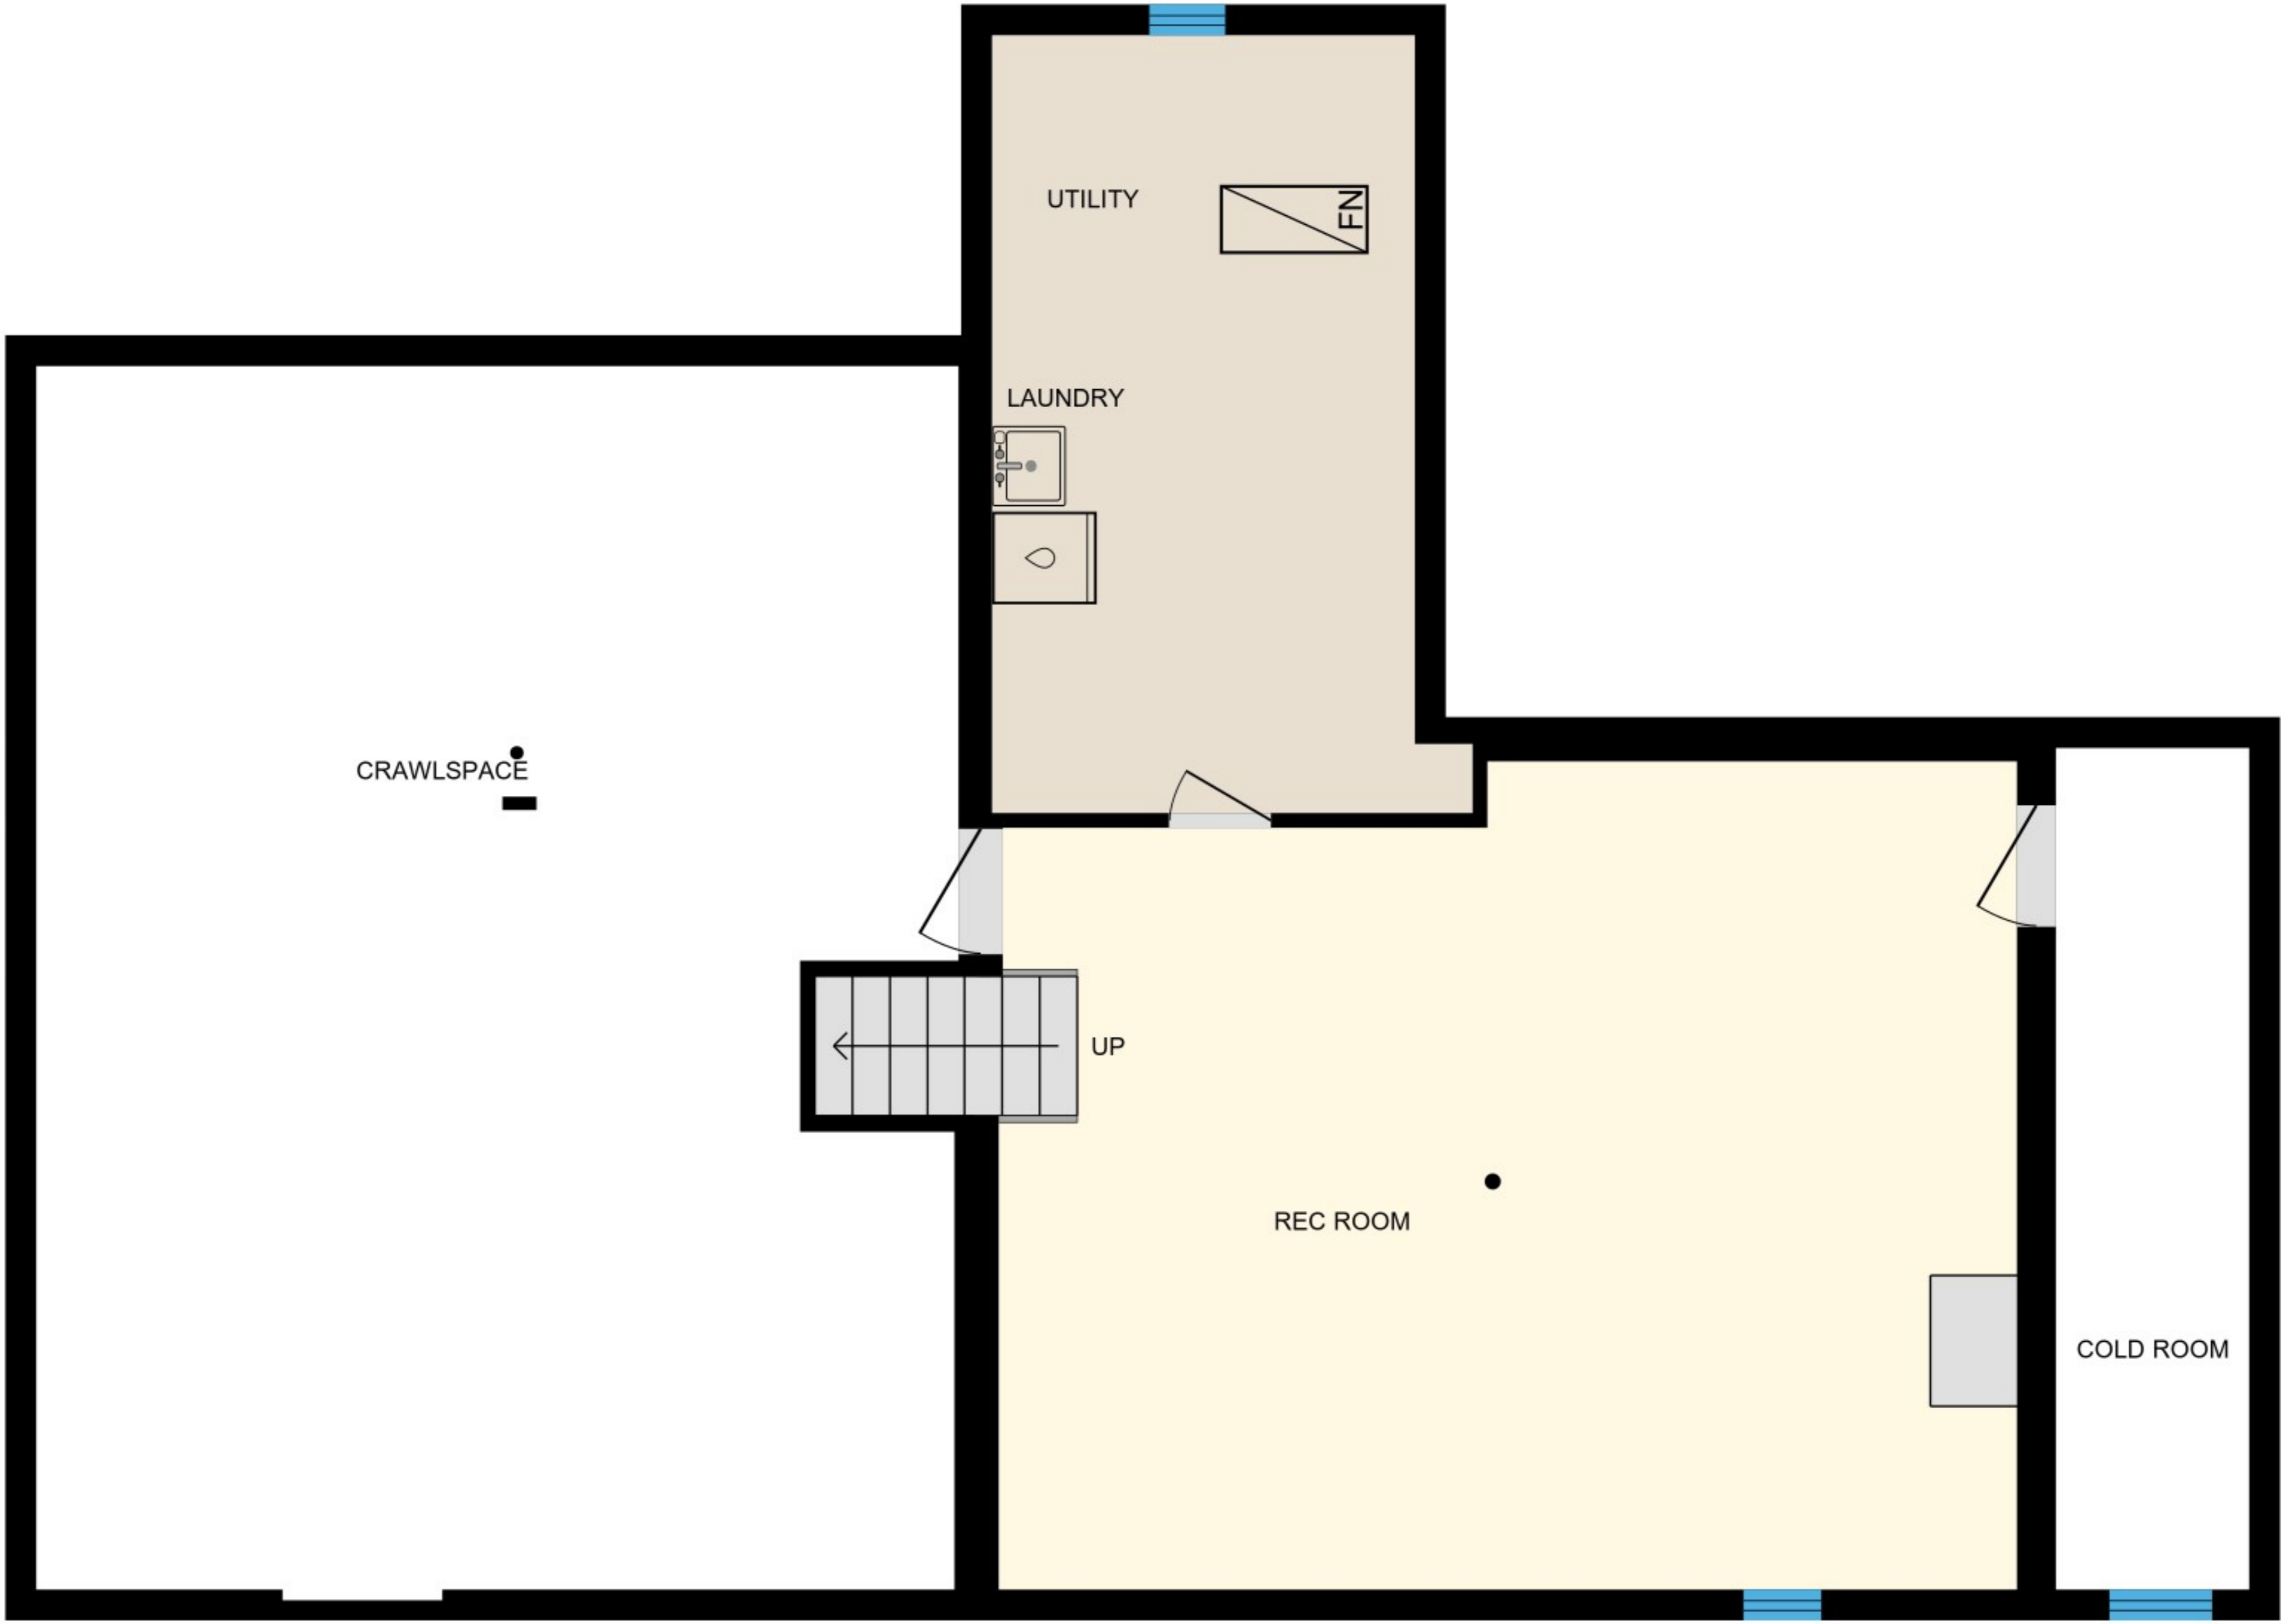 UTILITY
FN
LAUNDRY
CRAWLSPACE
UP
REC ROOM
COLD ROOM